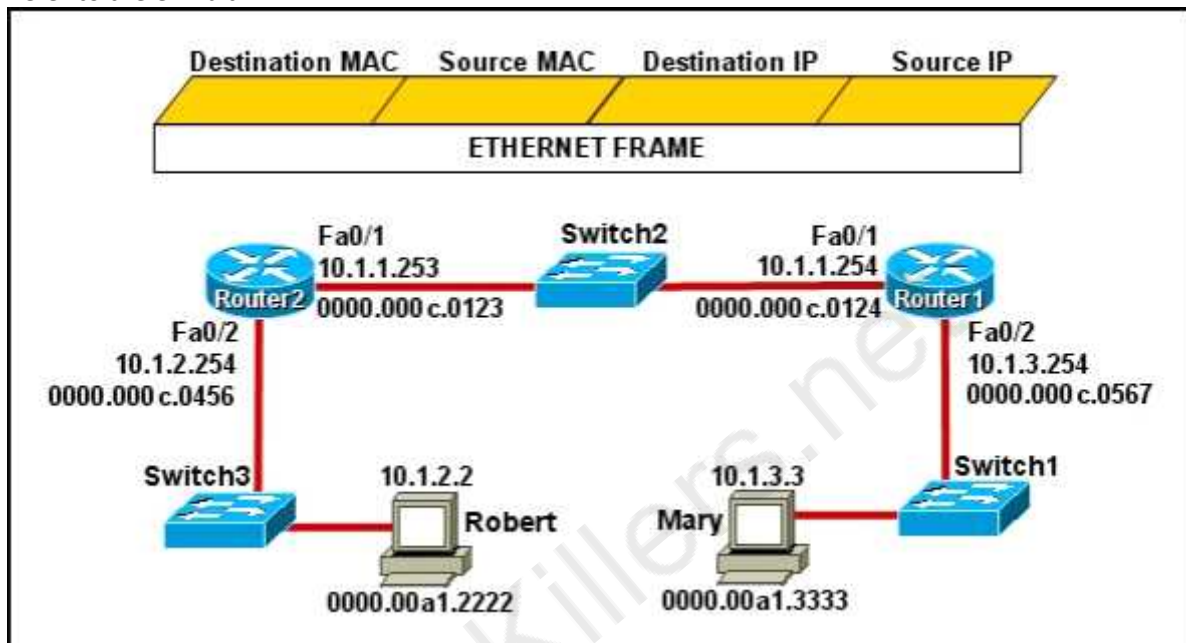 Destination MAC Source MAC Destination IP Source IP
ETHERNET FRAME
Fa0/1
10.1.1.253
0000.000c.0123
Switch2
Fa0/1
10.1.1.254
0000.000c.0124
Router2
Router1
Fa0/2
10.1.2.254
0000.000c.0456
Fa0/2
10.1.3.254
0000.000c.0567
Switch3
10.1.2.2
Robert
0000.00a1.2222
10.1.3.3
Mary
0000.00a1.3333
Switch1
killers.ne